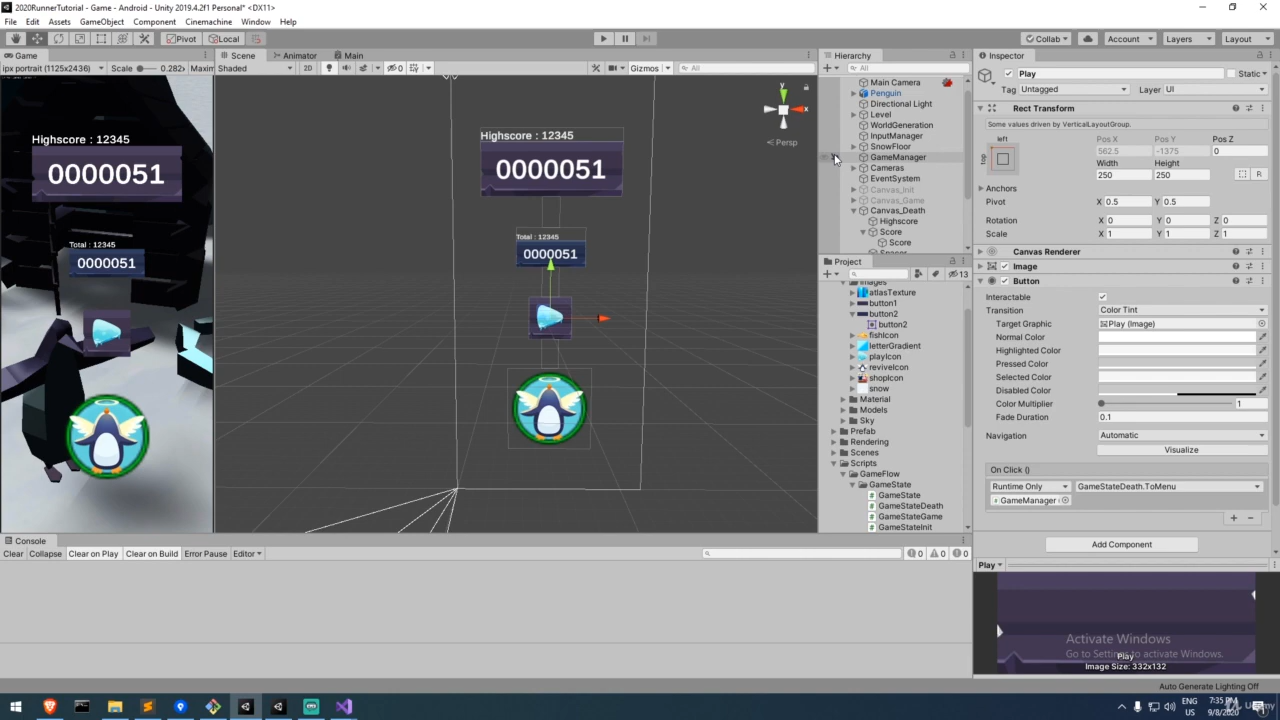 2020RunnerTutorial - Game - Android - Unity 2019.4.2f1 Personal* <DX11>
File Edit Assets GameObject Component Cinemachine Window Help
Pivot Local Collab Account Layers Layout
Game Scene Animator Main Hierarchy Inspector
ipx portrait (1125x2436) Scale 0.282x Maxim Shaded 2D 0 Gizmos All All
Play Static
Tag Untagged Layer UI
Rect Transform
Some values driven by VerticalLayoutGroup.
left Pos X Pos Y Pos Z
top 562.5 -1375 0
Width Height
250 250 R
Anchors
Pivot X 0.5 Y 0.5
Rotation X 0 Y 0 Z 0
Scale X 1 Y 1 Z 1
Canvas Renderer
Image
Button
Interactable
Transition Color Tint
Target Graphic Play (Image)
Normal Color
Highlighted Color
Pressed Color
Selected Color
Disabled Color
Color Multiplier 1
Fade Duration 0.1
Navigation Automatic
Visualize
On Click ()
Runtime Only GameStateDeath.ToMenu
GameManager
Add Component
Play
Play
Image Size: 332x132
Activate Windows
Go to Settings to activate Windows.
Main Camera
Penguin
Directional Light
Level
WorldGeneration
InputManager
SnowFloor
GameManager
Cameras
EventSystem
Canvas_Init
Canvas_Game
Canvas_Death
Highscore
Score
Score
Spacer
Project
13
Images
atlasTexture
button1
button2
button2
fishIcon
letterGradient
playIcon
reviveIcon
shopIcon
snow
Material
Models
Sky
Prefab
Rendering
Scenes
Scripts
GameFlow
GameState
GameState
GameStateDeath
GameStateGame
GameStateInit
Highscore : 12345
0000051
Total : 12345
0000051
Highscore : 12345
0000051
Total : 12345
0000051
y
x
Persp
Console
Clear Collapse Clear on Play Clear on Build Error Pause Editor 0 0 0
Auto Generate Lighting Off
ENG
US
7:35 PM
9/8/2020
Udemy